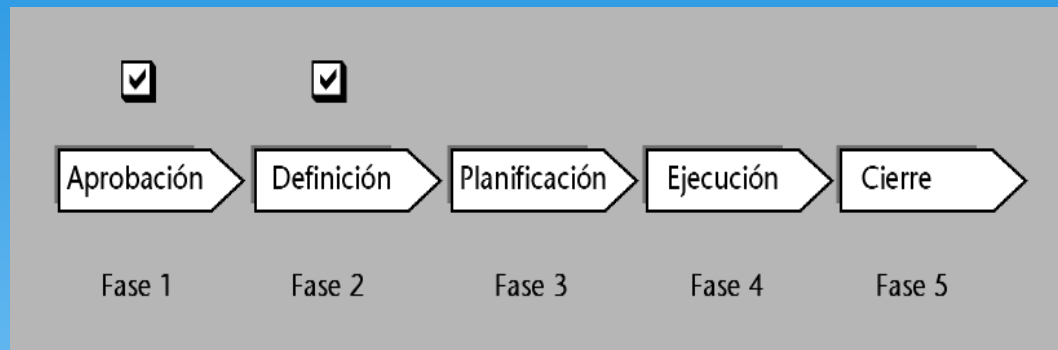 Aprobación
Definición
Planificación
Ejecución
Cierre
Fase 1
Fase 2
Fase 3
Fase 4
Fase 5